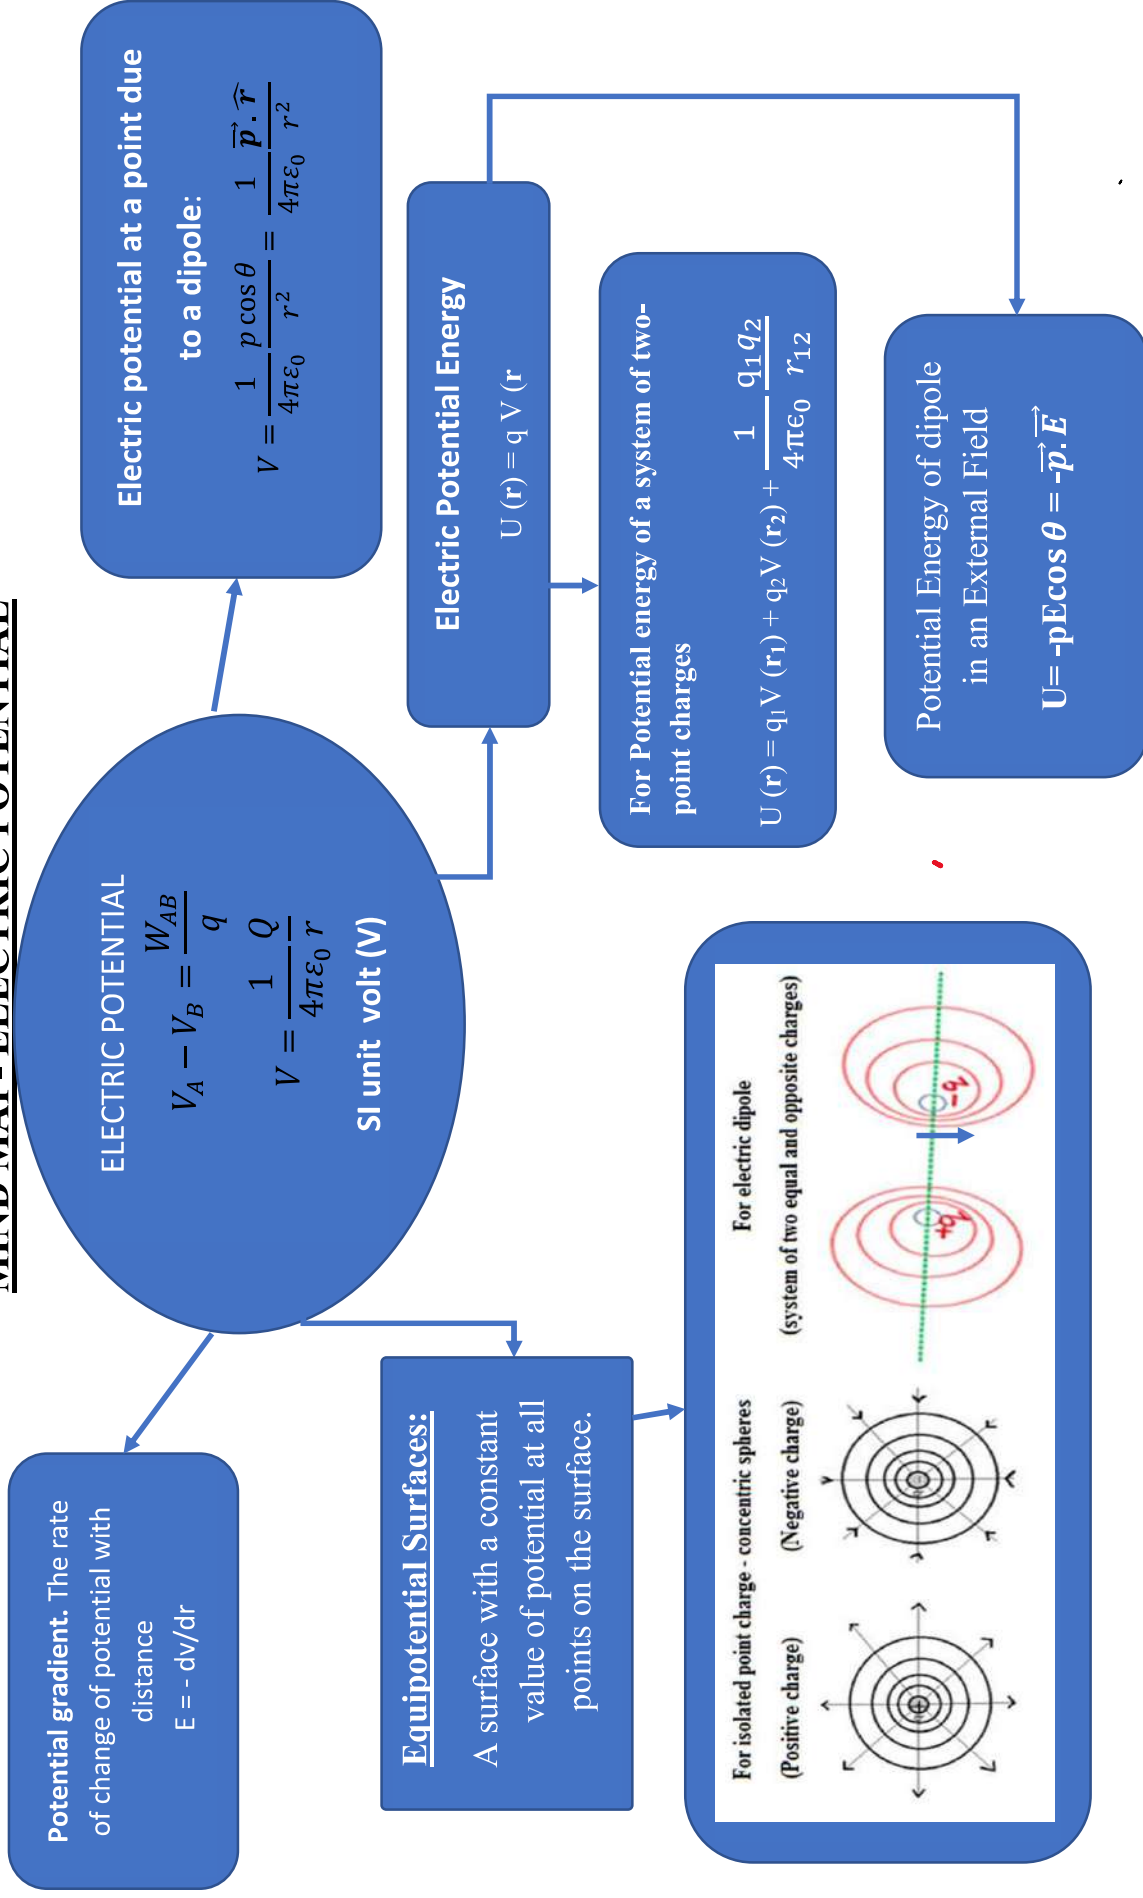 MIND MAP - ELECTRIC POTENTIAL
ELECTRIC POTENTIAL
V_A − V_B = W_AB / q
V = 1/4πε₀ Q/r
SI unit volt (V)
Electric potential at a point due
to a dipole:
V = 1/4πε₀ p cos θ/r² = 1/4πε₀ p⃗ . r̂/r²
Electric Potential Energy
U (r) = q V (r
For Potential energy of a system of two-
point charges
U (r) = q₁V (r₁) + q₂V (r₂) + 1/4πϵ₀ q₁q₂/r₁₂
Potential Energy of dipole
in an External Field
U= -pEcos θ = -p⃗. E⃗
Potential gradient. The rate
of change of potential with
distance
E = - dv/dr
Equipotential Surfaces:
A surface with a constant
value of potential at all
points on the surface.
For isolated point charge - concentric spheres
(Positive charge) (Negative charge)
For electric dipole
(system of two equal and opposite charges)
+q
-q